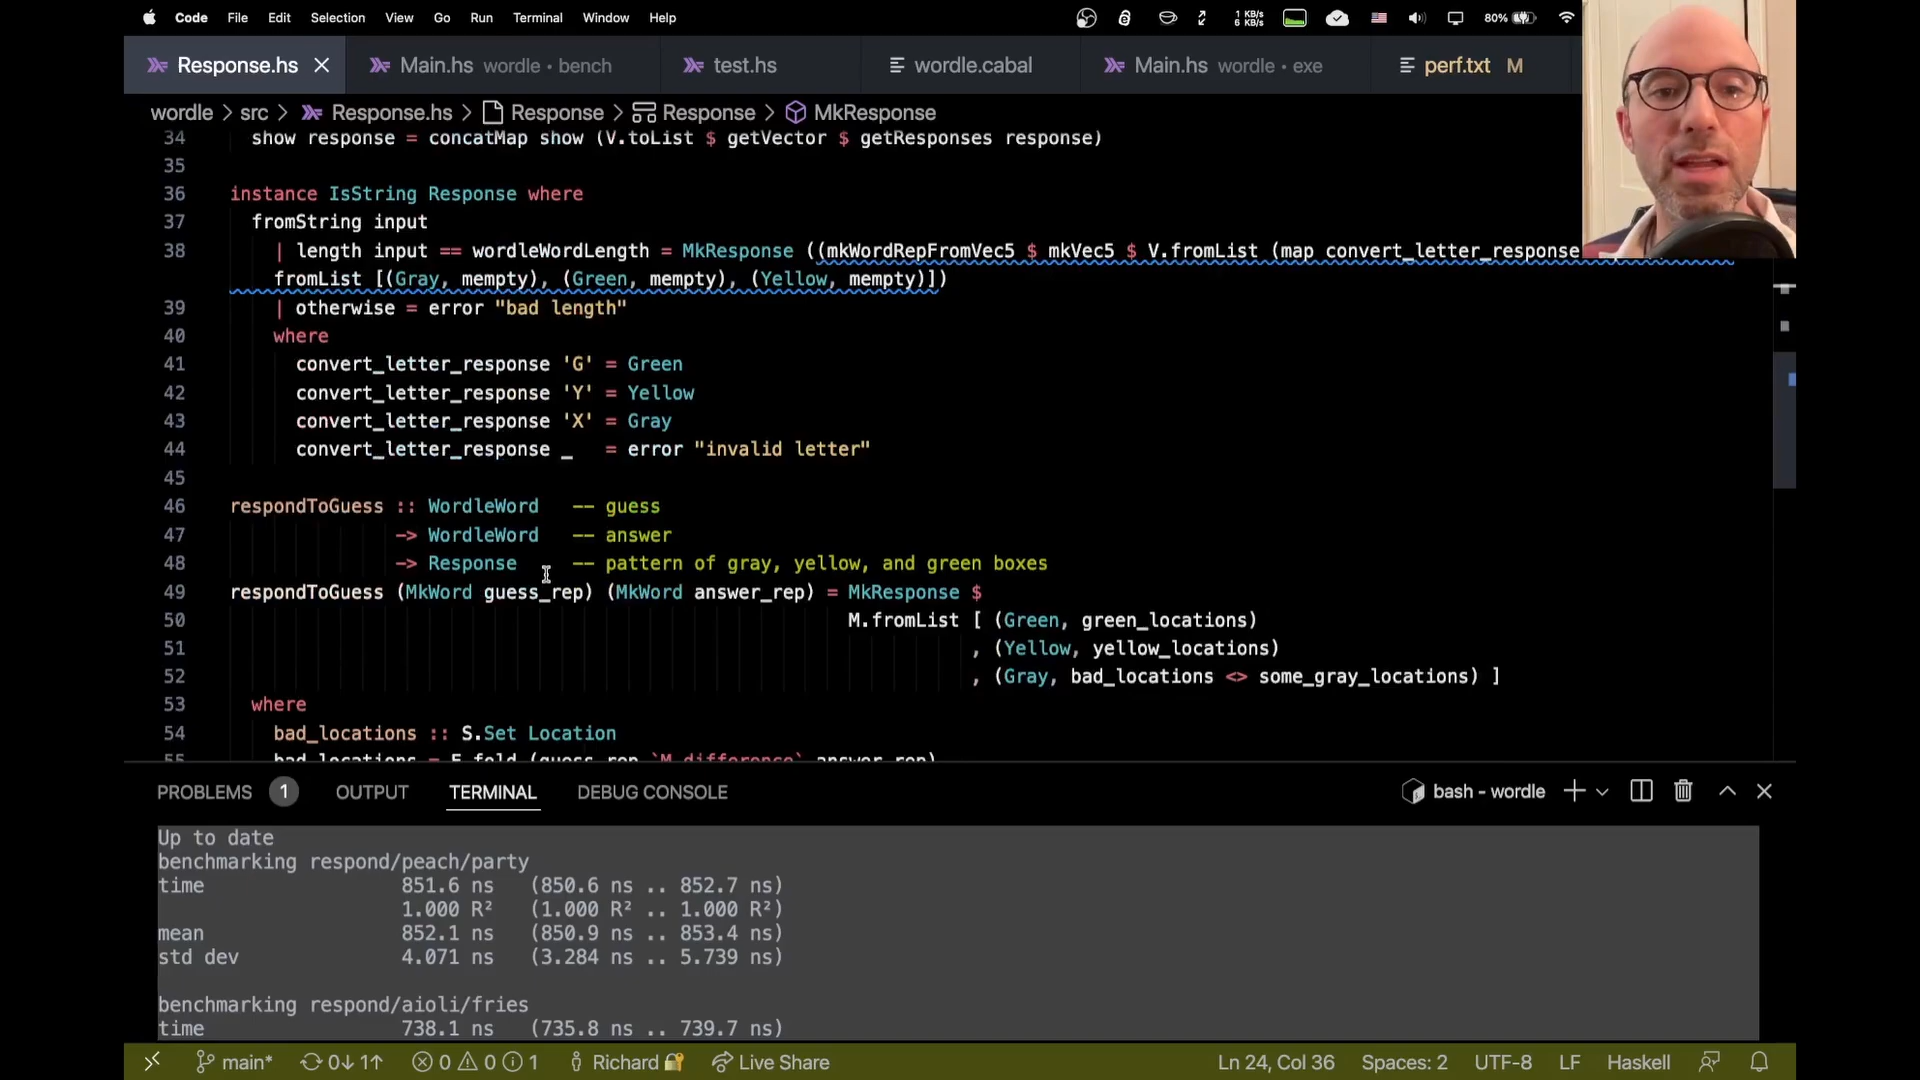 Code File Edit Selection View Go Run Terminal Window Help 1 KB/s 6 KB/s 80%
Response.hs Main.hs wordle • bench test.hs wordle.cabal Main.hs wordle • exe perf.txt M
wordle > src > Response.hs > Response > Response > MkResponse
34 show response = concatMap show (V.toList $ getVector $ getResponses response)
35
36 instance IsString Response where
37 fromString input
38 | length input == wordleWordLength = MkResponse ((mkWordRepFromVec5 $ mkVec5 $ V.fromList (map convert_letter_response
fromList [(Gray, mempty), (Green, mempty), (Yellow, mempty)])
39 | otherwise = error "bad length"
40 where
41 convert_letter_response 'G' = Green
42 convert_letter_response 'Y' = Yellow
43 convert_letter_response 'X' = Gray
44 convert_letter_response _ = error "invalid letter"
45
46 respondToGuess :: WordleWord -- guess
47 -> WordleWord -- answer
48 -> Response -- pattern of gray, yellow, and green boxes
49 respondToGuess (MkWord guess_rep) (MkWord answer_rep) = MkResponse $
50 M.fromList [ (Green, green_locations)
51 , (Yellow, yellow_locations)
52 , (Gray, bad_locations <> some_gray_locations) ]
53 where
54 bad_locations :: S.Set Location
55 bad_locations = F.fold (guess_rep `M.difference` answer_rep)
PROBLEMS 1 OUTPUT TERMINAL DEBUG CONSOLE bash - wordle
Up to date
benchmarking respond/peach/party
time 851.6 ns (850.6 ns .. 852.7 ns)
1.000 R² (1.000 R² .. 1.000 R²)
mean 852.1 ns (850.9 ns .. 853.4 ns)
std dev 4.071 ns (3.284 ns .. 5.739 ns)
benchmarking respond/aioli/fries
time 738.1 ns (735.8 ns .. 739.7 ns)
main* 0↓ 1↑ 0 0 1 Richard Live Share Ln 24, Col 36 Spaces: 2 UTF-8 LF Haskell